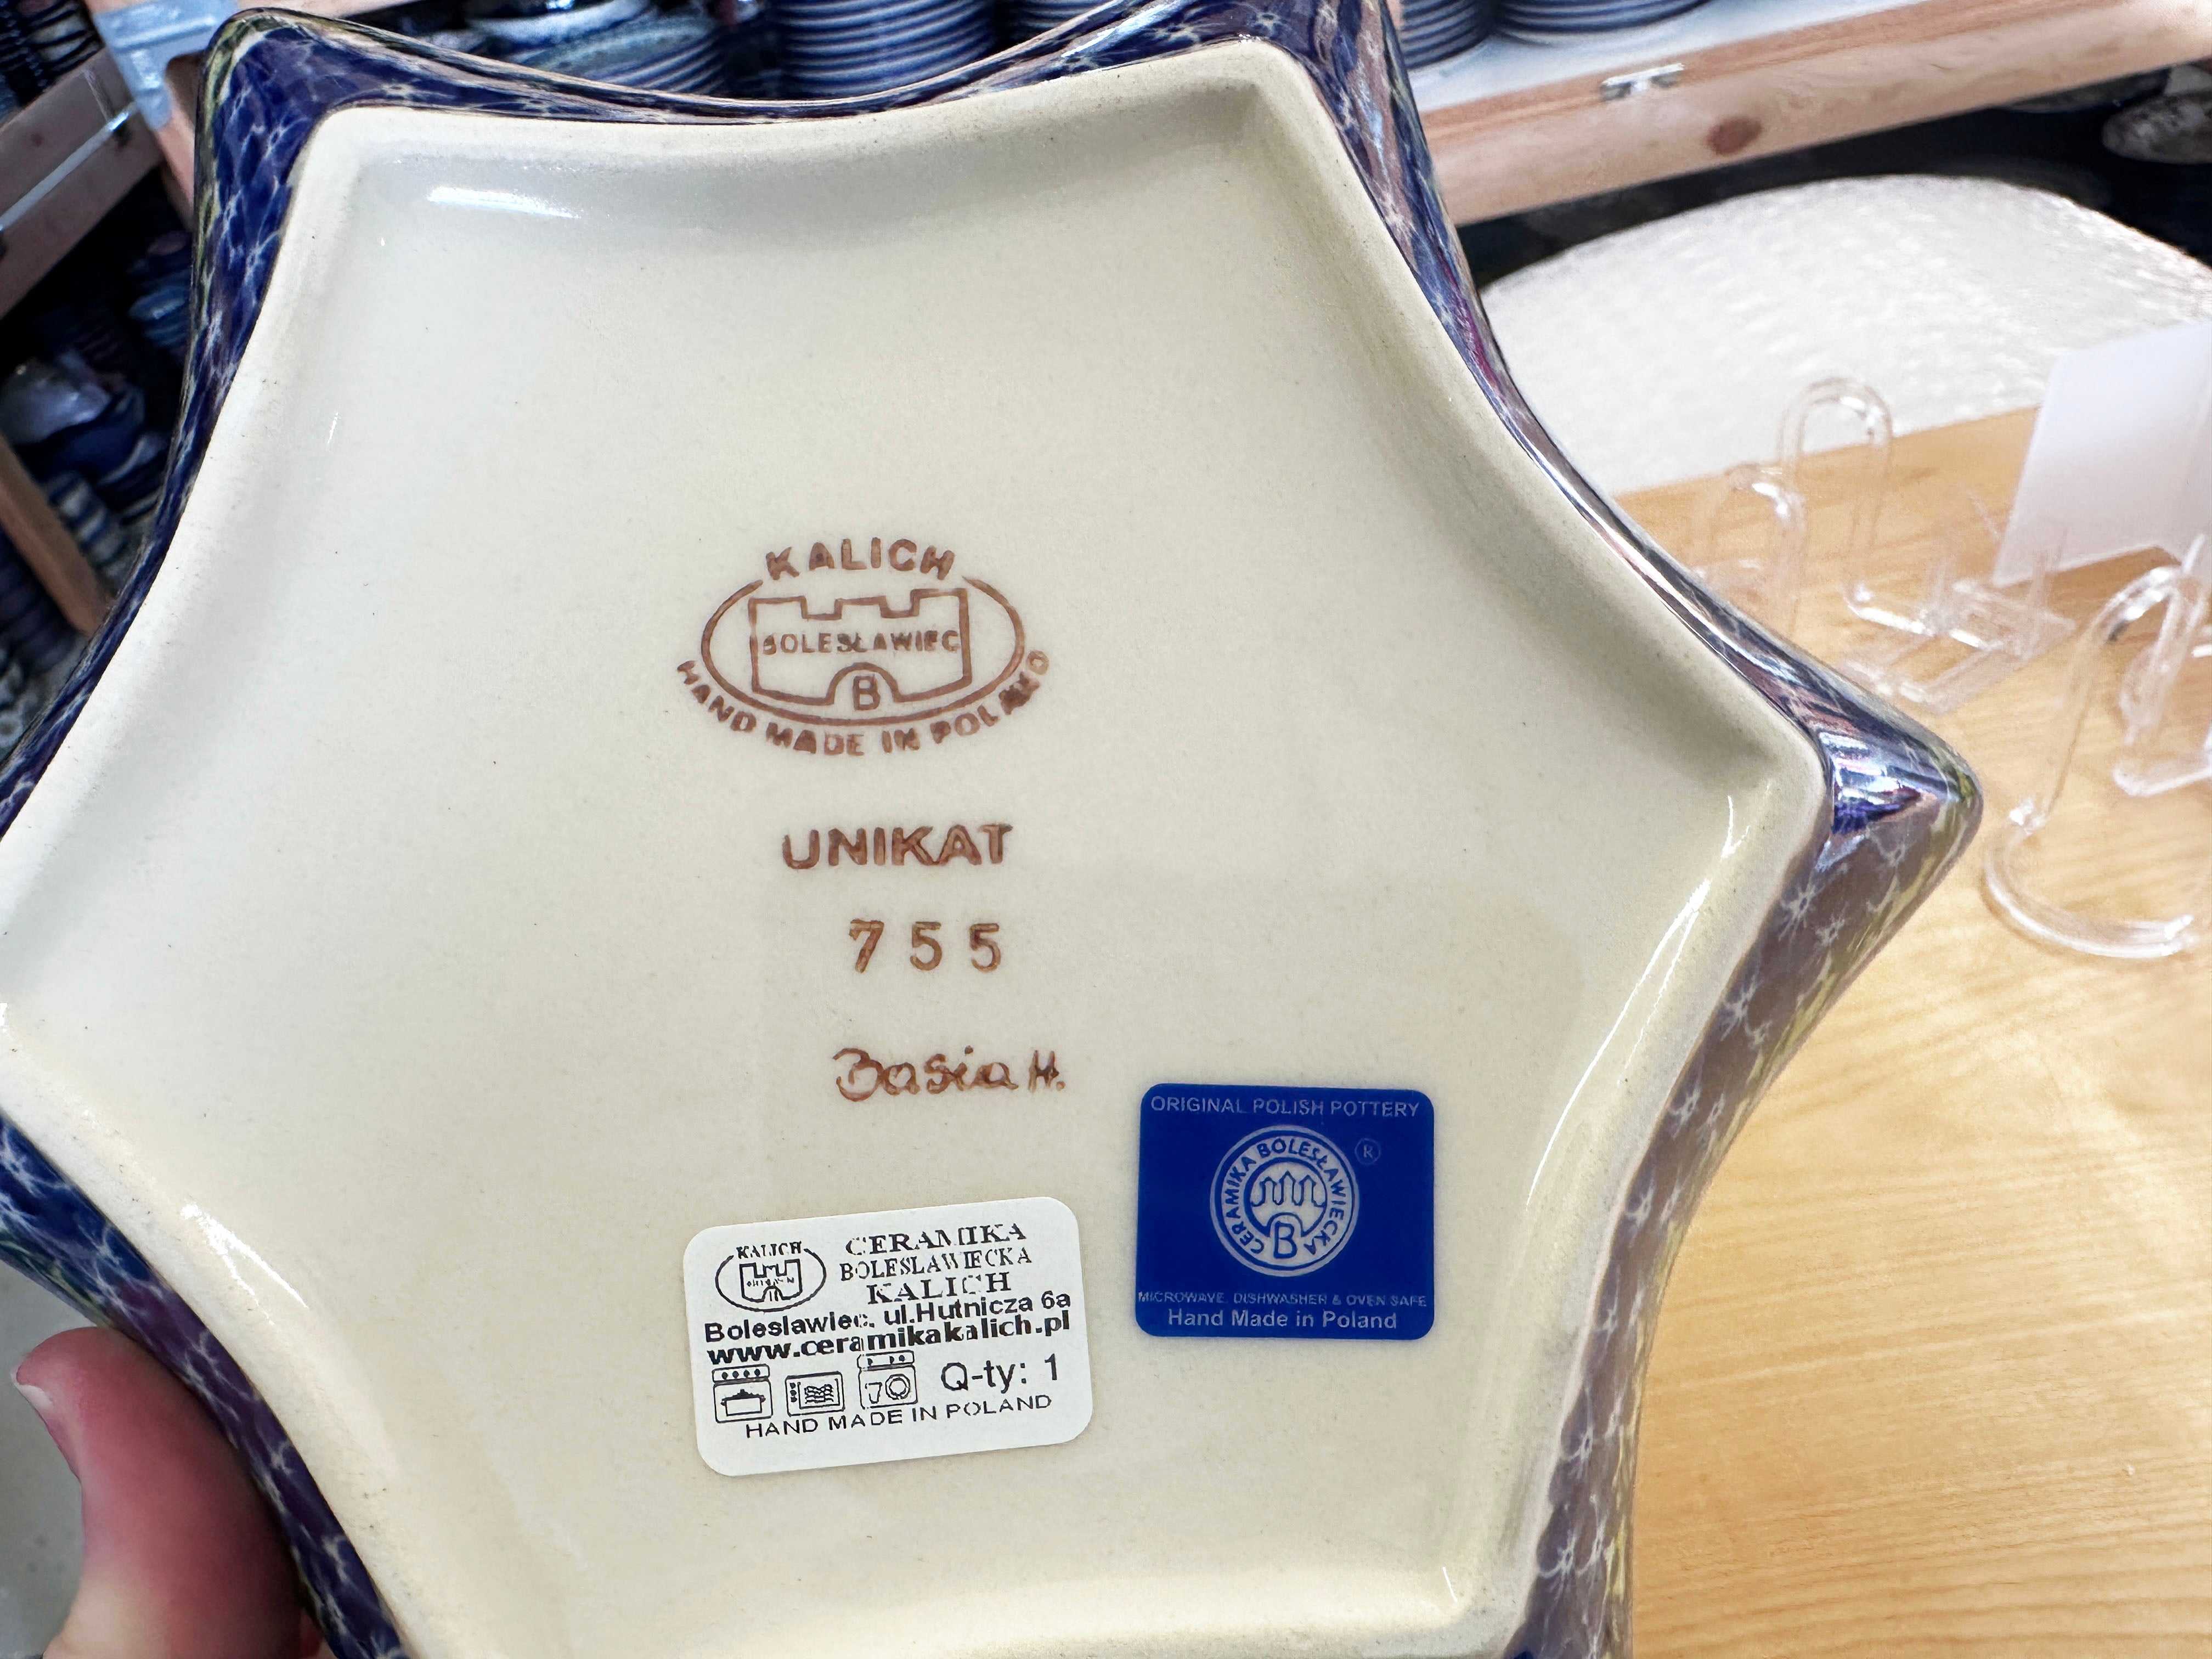 KALICH
BOLESŁAWIEC
B
HAND MADE IN POLAND
UNIKAT
755
Basia H.
ORIGINAL POLISH POTTERY
CERAMIKA BOLESŁAWIECKA ®
B
MICROWAVE, DISHWASHER & OVEN SAFE
Hand Made in Poland
KALICH
CERAMIKA
BOLESLAWIECKA
KALICH
Boleslawiec, ul.Hutnicza 6a
www.ceramikakalich.pl
Q-ty: 1
HAND MADE IN POLAND